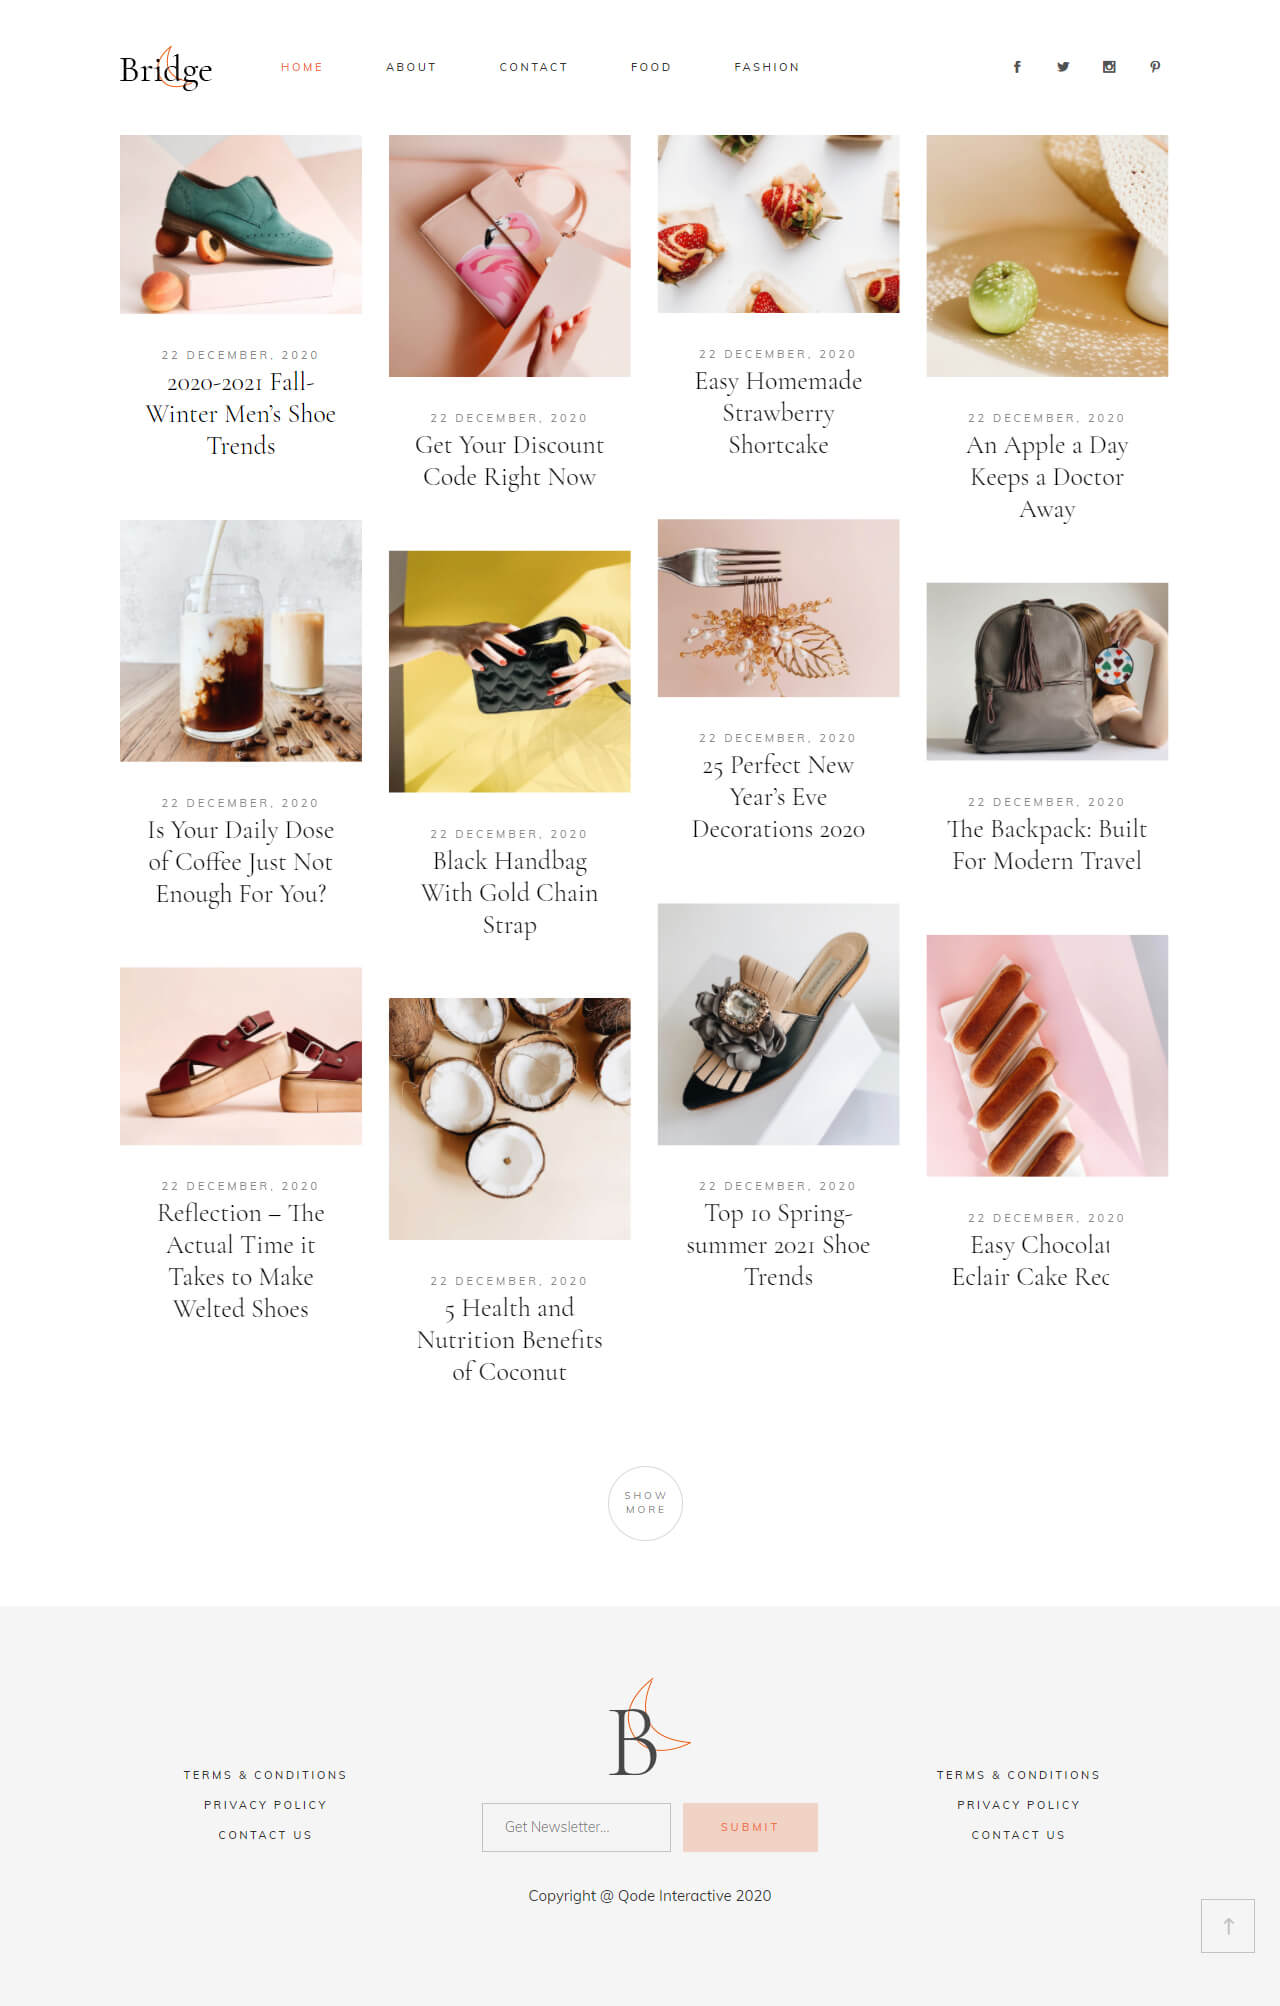 Bridge
HOME
ABOUT
CONTACT
FOOD
FASHION
22 DECEMBER, 2020
2020-2021 Fall-
Winter Men's Shoe
Trends
22 DECEMBER, 2020
Get Your Discount
Code Right Now
22 DECEMBER, 2020
Easy Homemade
Strawberry
Shortcake
22 DECEMBER, 2020
An Apple a Day
Keeps a Doctor
Away
22 DECEMBER, 2020
Is Your Daily Dose
of Coffee Just Not
Enough For You?
22 DECEMBER, 2020
Black Handbag
With Gold Chain
Strap
22 DECEMBER, 2020
25 Perfect New
Year's Eve
Decorations 2020
22 DECEMBER, 2020
The Backpack: Built
For Modern Travel
22 DECEMBER, 2020
Reflection – The
Actual Time it
Takes to Make
Welted Shoes
22 DECEMBER, 2020
5 Health and
Nutrition Benefits
of Coconut
22 DECEMBER, 2020
Top 10 Spring-
summer 2021 Shoe
Trends
22 DECEMBER, 2020
Easy Chocolat
Eclair Cake Rec
SHOW
MORE
B
TERMS & CONDITIONS
PRIVACY POLICY
CONTACT US
Get Newsletter...
SUBMIT
Copyright @ Qode Interactive 2020
TERMS & CONDITIONS
PRIVACY POLICY
CONTACT US